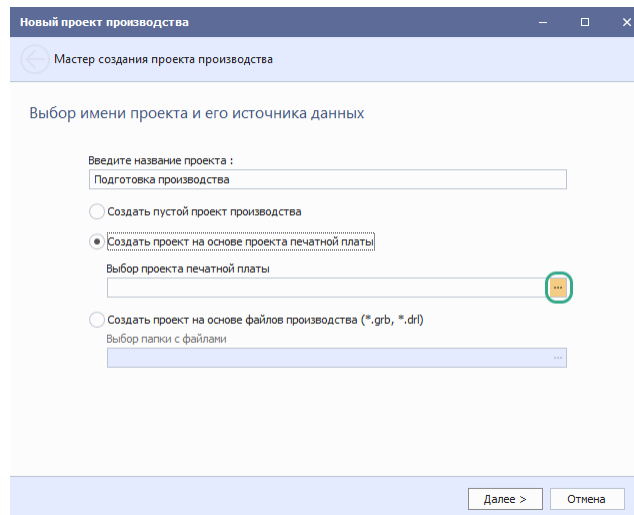 Новый проект производства
Мастер создания проекта производства
Выбор имени проекта и его источника данных
Введите название проекта :
Подготовка производства
Создать пустой проект производства
Создать проект на основе проекта печатной платы
Выбор проекта печатной платы
...
Создать проект на основе файлов производства (*.grb, *.drl)
Выбор папки с файлами
...
Далее >
Отмена